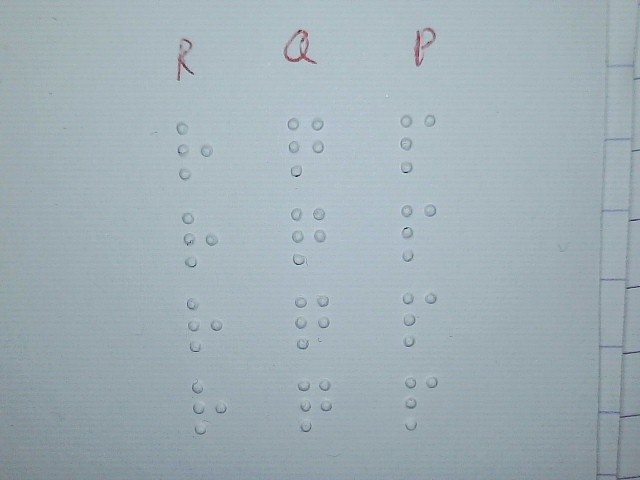 R Q P
⠗ ⠟ ⠏
⠗ ⠟ ⠏
⠗ ⠟ ⠏
⠗ ⠟ ⠏